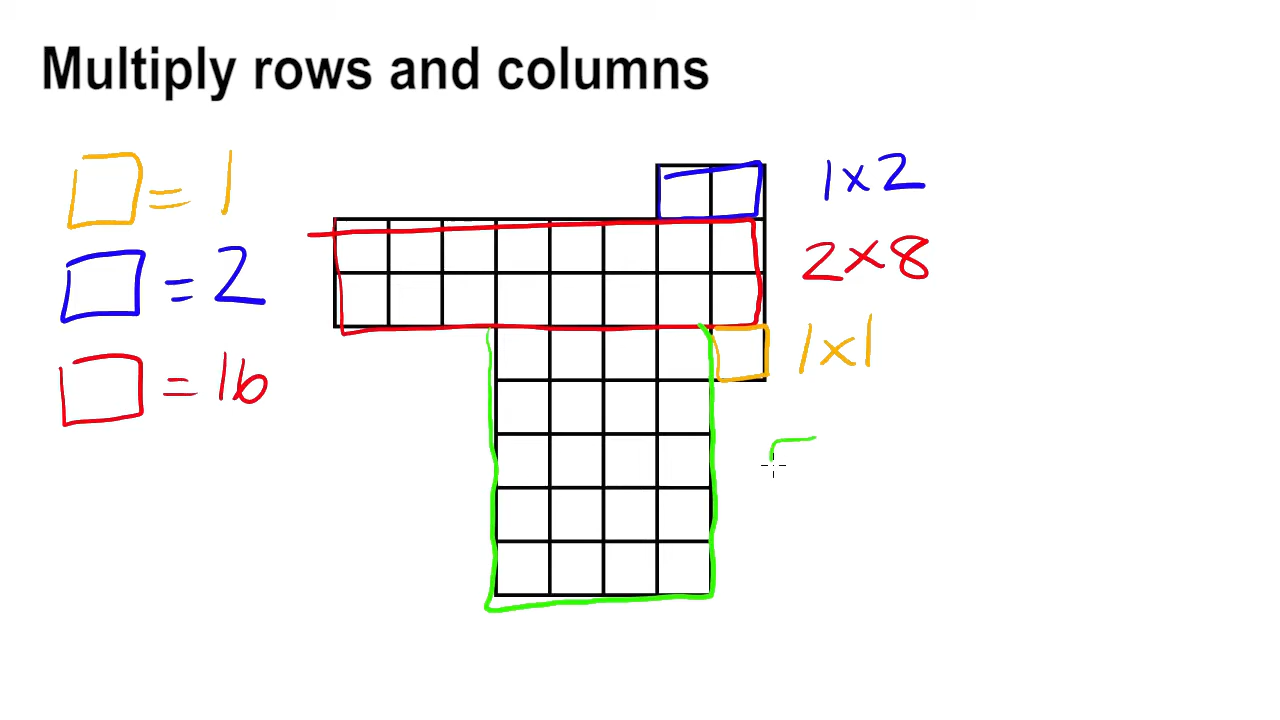 Multiply rows and columns
= 1
= 2
= 16
1x2
2x8
1x1